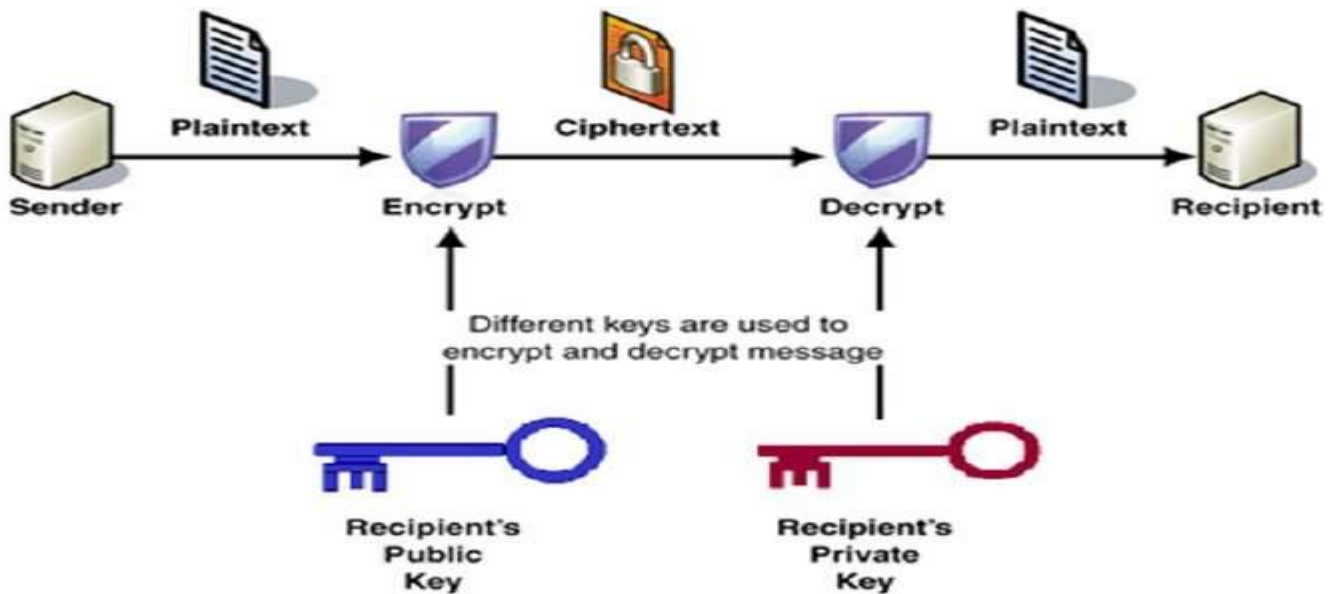 Plaintext
Ciphertext
Plaintext
Sender
Encrypt
Decrypt
Recipient
Different keys are used to
encrypt and decrypt message
Recipient's
Public
Key
Recipient's
Private
Key